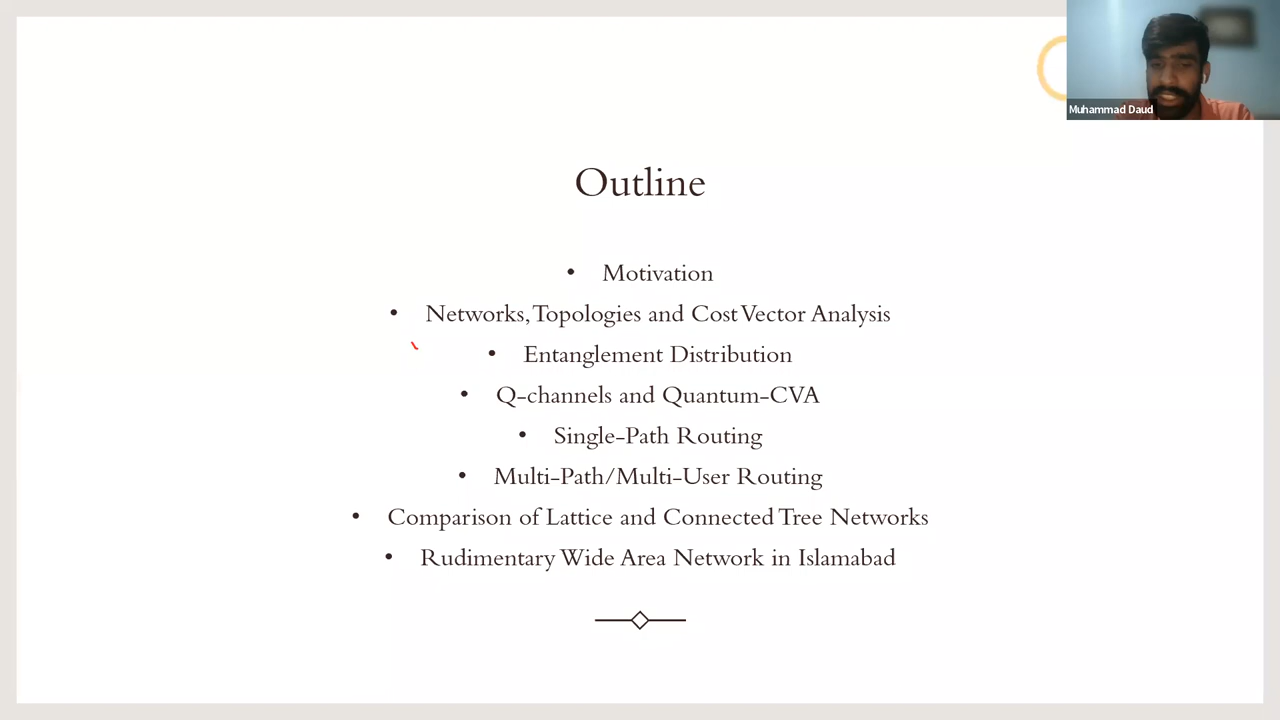 Muhammad Daud
Outline
• Motivation
• Networks, Topologies and Cost Vector Analysis
• Entanglement Distribution
• Q-channels and Quantum-CVA
• Single-Path Routing
• Multi-Path/Multi-User Routing
• Comparison of Lattice and Connected Tree Networks
• Rudimentary Wide Area Network in Islamabad